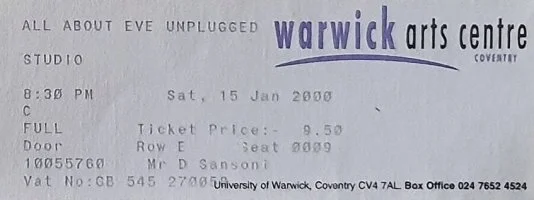 ALL ABOUT EVE UNPLUGGED
warwick arts centre
COVENTRY
STUDIO
8:30 PM Sat, 15 Jan 2000
C
FULL Ticket Price:- 9.50
Door Row E Seat 0009
10055760 Mr D Sansoni
Vat No:GB 545 270058
University of Warwick, Coventry CV4 7AL. Box Office 024 7652 4524